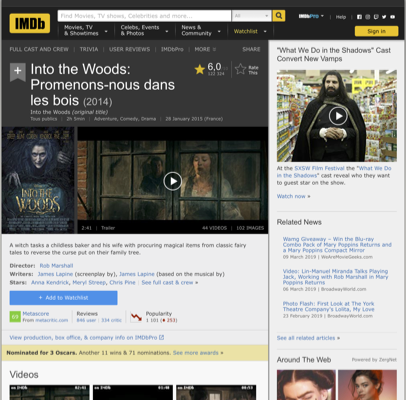 IMDb
Find Movies, TV shows, Celebrities and more...
All
IMDbPro
Help
Movies, TV
& Showtimes
Celebs, Events
& Photos
News &
Community
Watchlist
Sign in
FULL CAST AND CREW | TRIVIA | USER REVIEWS | IMDbPro | MORE
SHARE
Into the Woods:
Promenons-nous dans
les bois (2014)
Into the Woods (original title)
Tous publics | 2h 5min | Adventure, Comedy, Drama | 28 January 2015 (France)
6,0
Rate
This
INTO THE
WOODS
2:41 | Trailer
44 VIDEOS | 102 IMAGES
A witch tasks a childless baker and his wife with procuring magical items from classic fairy
tales to reverse the curse put on their family tree.
Director: Rob Marshall
Writers: James Lapine (screenplay by), James Lapine (based on the musical by)
Stars: Anna Kendrick, Meryl Streep, Chris Pine | See full cast & crew »
+ Add to Watchlist
Metascore
From metacritic.com
Reviews
846 user | 334 critic
Popularity
1 101
View production, box office, & company info on IMDbPro
Nominated for 3 Oscars. Another 11 wins & 71 nominations. See more awards »
Videos
"What We Do in the Shadows" Cast
Convert New Vamps
At the SXSW Film Festival the "What We Do
in the Shadows" cast reveal who they want
to guest star on the show.
Watch now »
Related News
Warng Giveaway – Win the Blu-ray
Combo Pack of Mary Poppins Returns and
a Mary Poppins Compact Mirror
09 March 2019 | WeAreMovieGeeks.com
Video: Lin-Manuel Miranda Talks Playing
Jack, Working with Rob Marshall in Mary
Poppins Returns
06 March 2019 | BroadwayWorld.com
Photo Flash: First Look at The York
Theatre Company's Lolita, My Love
23 February 2019 | BroadwayWorld.com
See all related articles »
Around The Web
Powered by ZergNet